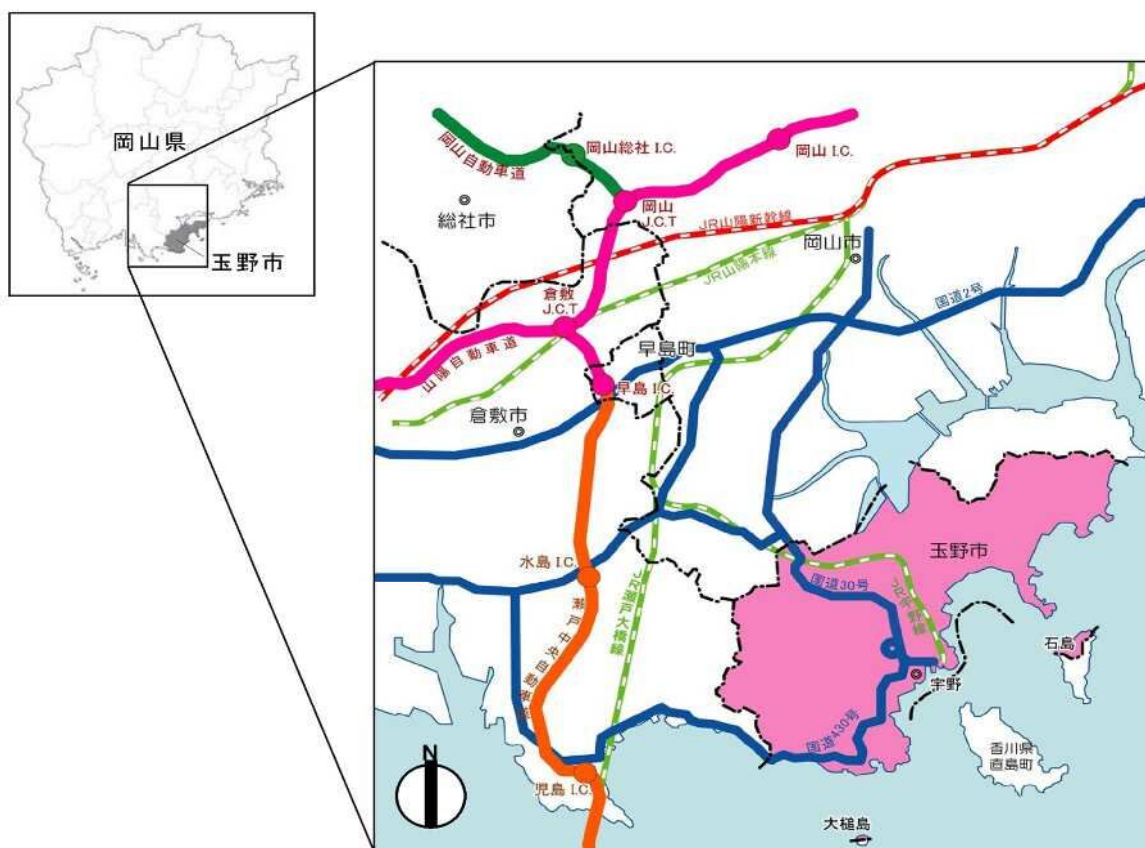 岡山県
玉野市
岡山自動車道
岡山総社 I.C.
岡山 I.C.
総社市
岡山
J.C.T
JR山陽新幹線
岡山市
JR山陽本線
倉敷
J.C.T
国道2号
早島町
山陽自動車道
早島 I.C.
倉敷市
玉野市
水島 I.C.
国道30号
JR宇野線
JR瀬戸大橋線
瀬戸中央自動車道
石島
宇野
国道430号
香川県
直島町
児島 I.C.
大槌島
N